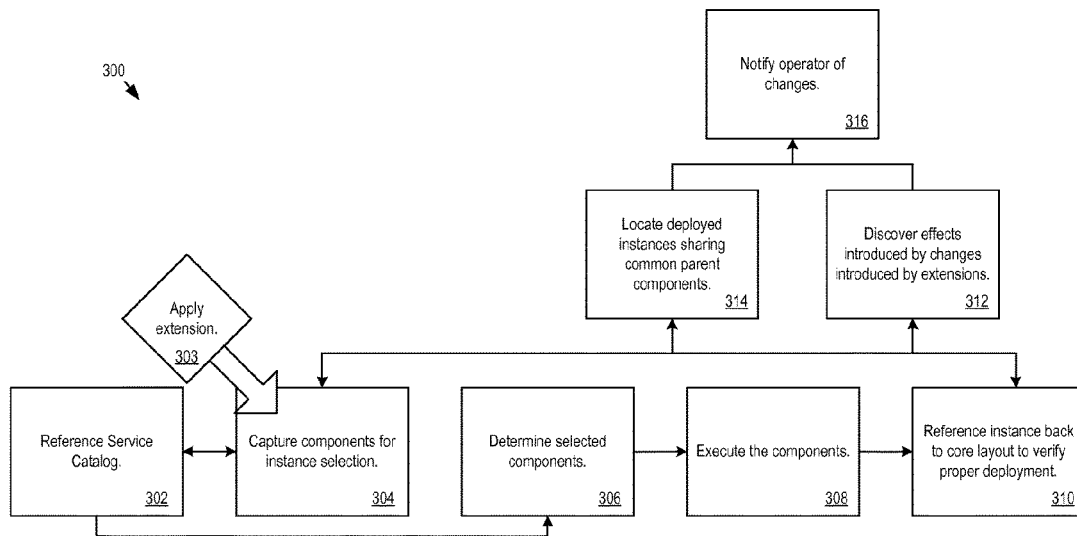 300
Notify operator of
changes.
316
Locate deployed
instances sharing
common parent
components.
314
Discover effects
introduced by changes
introduced by extensions.
312
Apply
extension.
303
Reference Service
Catalog.
302
Capture components for
instance selection.
304
Determine selected
components.
306
Execute the components.
308
Reference instance back
to core layout to verify
proper deployment.
310